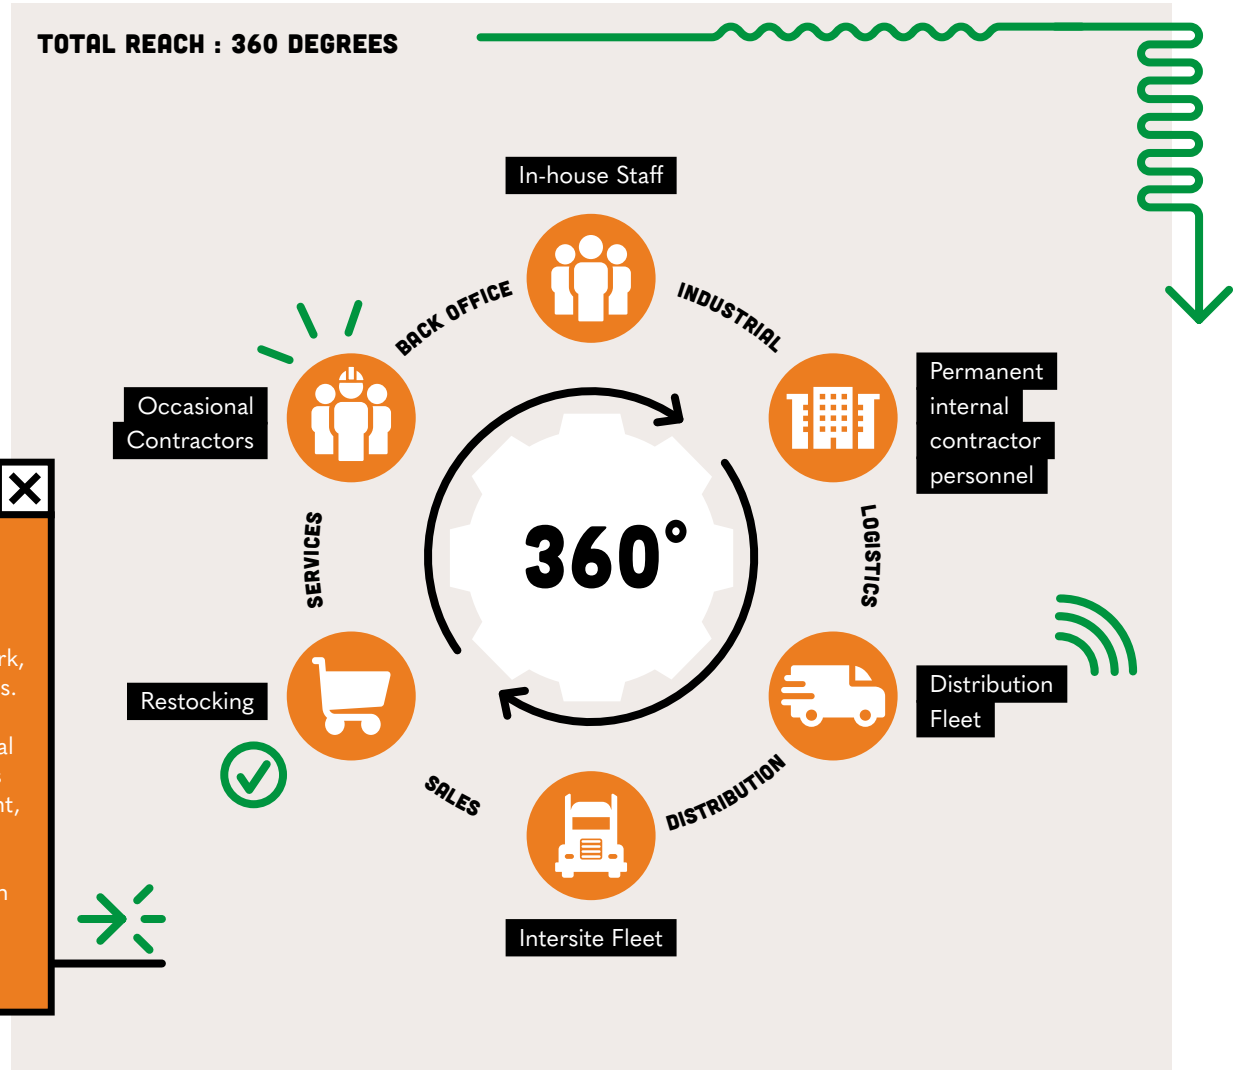 TOTAL REACH : 360 DEGREES
In-house Staff
BACK OFFICE
INDUSTRIAL
Occasional
Contractors
Permanent
internal
contractor
personnel
360°
SERVICES
LOGISTICS
Restocking
Distribution
Fleet
SALES
DISTRIBUTION
Intersite Fleet